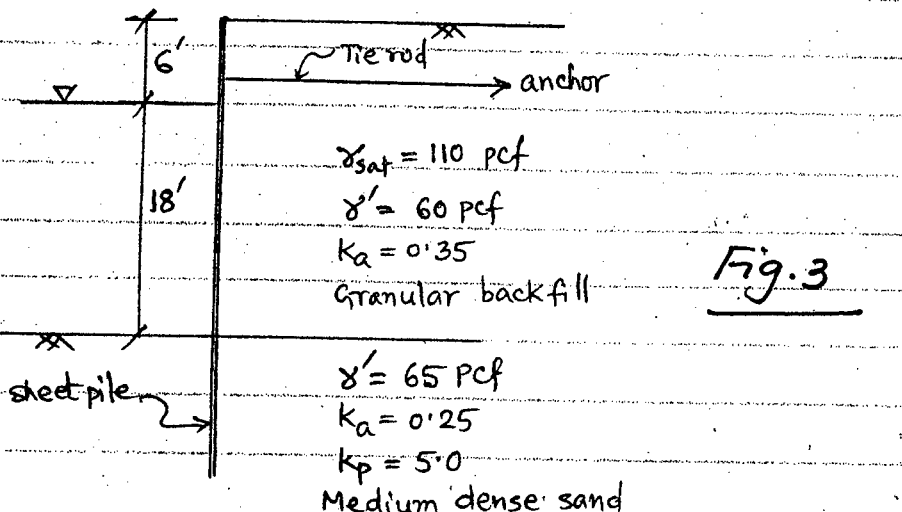 6'
Tie rod
anchor
18'
γsat = 110 pcf
γ' = 60 pcf
Ka = 0.35
Granular backfill
Fig.3
γ' = 65 pcf
sheet pile
Ka = 0.25
Kp = 5.0
Medium dense sand